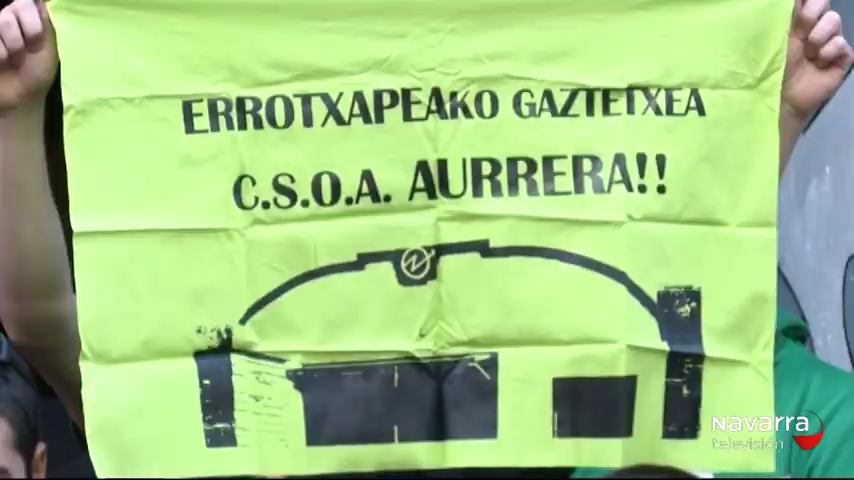 ERROTXAPEAKO GAZTETXEA
C.S.O.A. AURRERA!!
Navarra
televisión